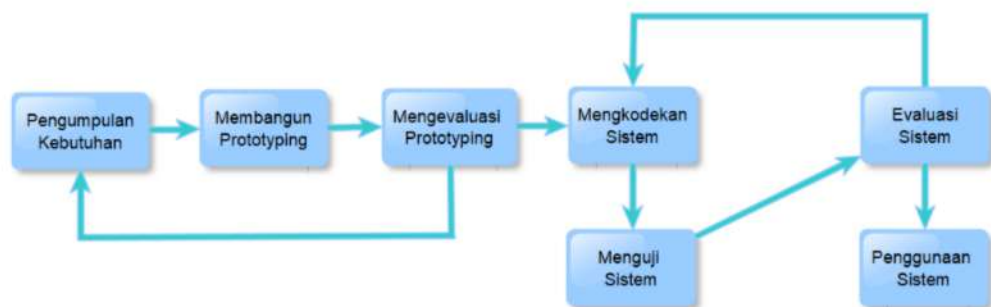 Pengumpulan
Kebutuhan
Membangun
Prototyping
Mengevaluasi
Prototyping
Mengkodekan
Sistem
Evaluasi
Sistem
Menguji
Sistem
Penggunaan
Sistem